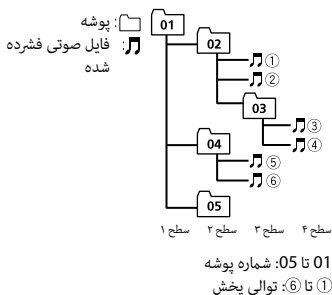 : پوشه
: فایل صوتی فشرده
شده
01
02
①
②
03
③
④
04
⑤
⑥
05
سطح ۱ سطح ۲ سطح ۳ سطح ۴
01 تا 05: شماره پوشه
① تا ⑥: توالی پخش